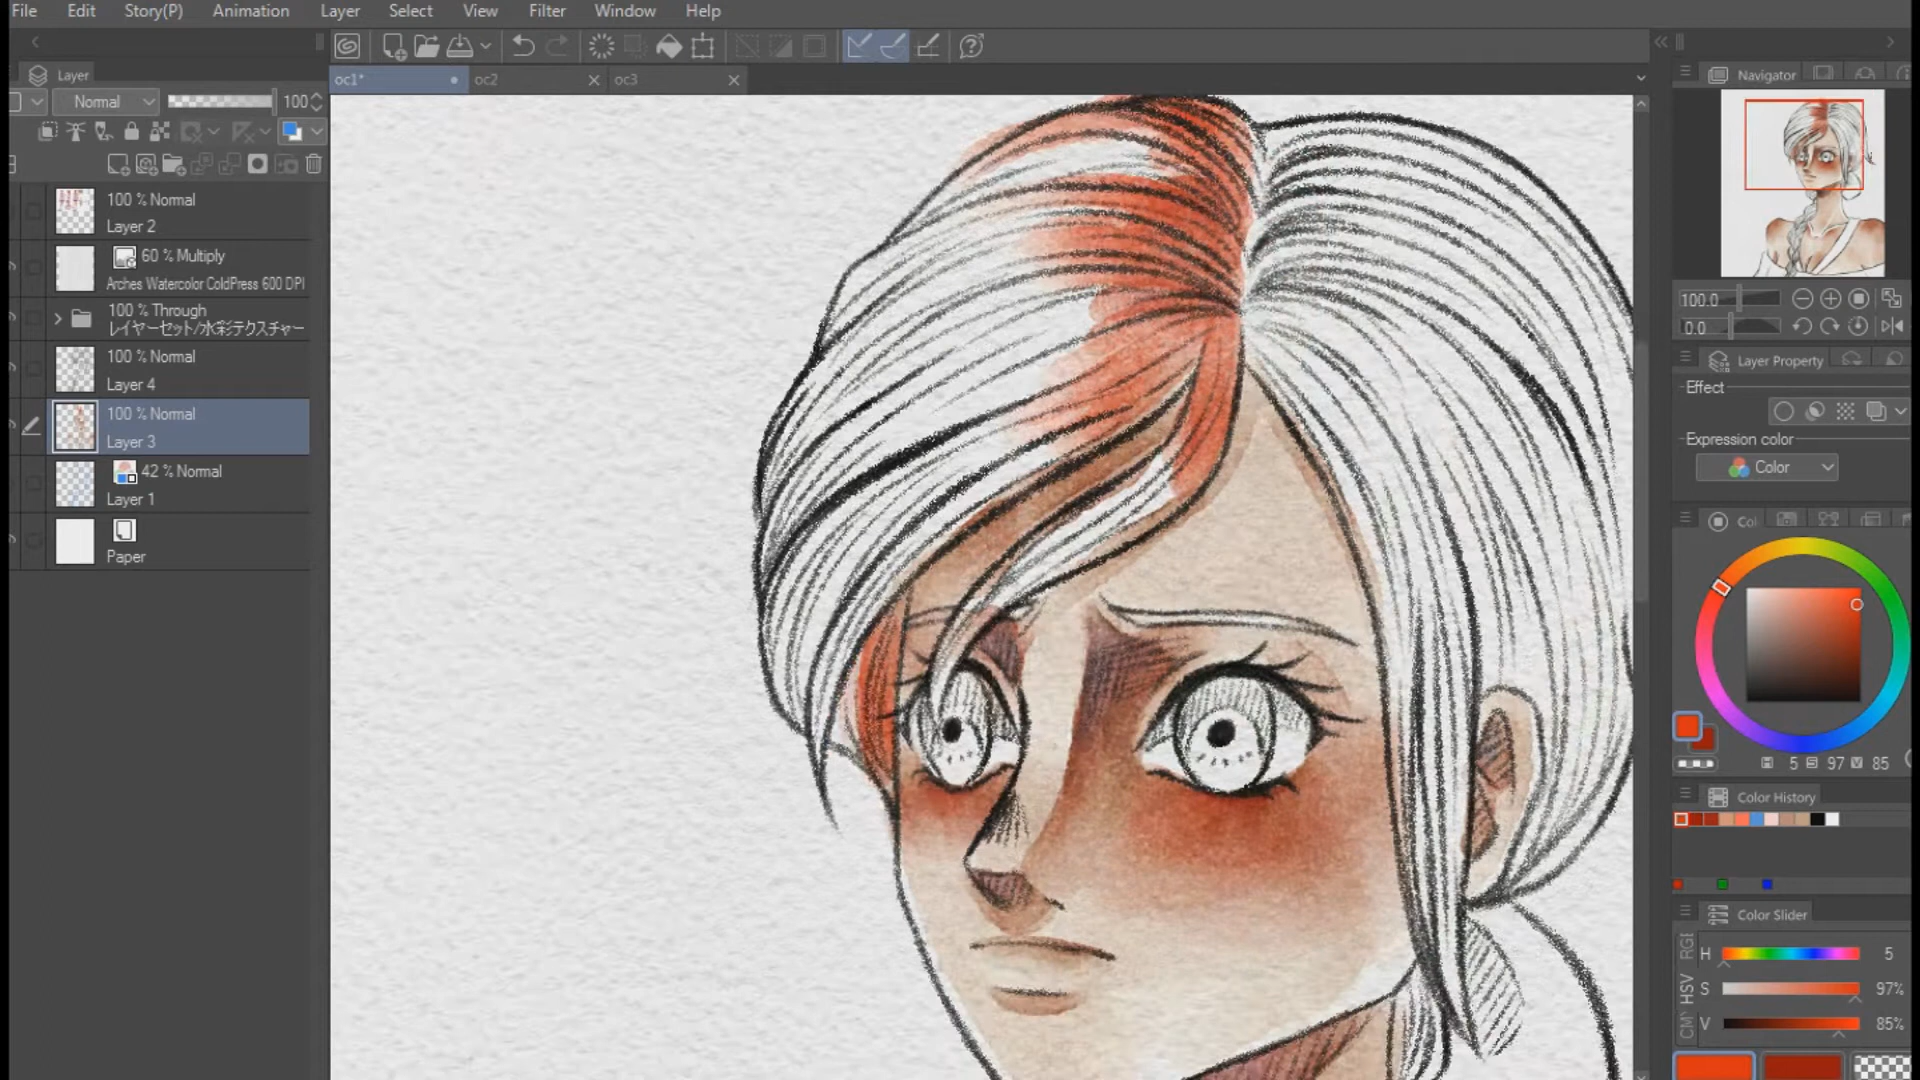 File Edit Story(P) Animation Layer Select View Filter Window Help
oc1* oc2 oc3
Layer
Normal 100
100 % Normal
Layer 2
60 % Multiply
Arches Watercolor ColdPress 600 DPI
100 % Through
レイヤーセット/水彩テクスチャー
100 % Normal
Layer 4
100 % Normal
Layer 3
42 % Normal
Layer 1
Paper
Navigator
100.0
0.0
Layer Property
Effect
Expression color
Color
Col
H 5 S 97 V 85
Color History
Color Slider
H 5
S 97%
V 85%
RGB
HSV
CM